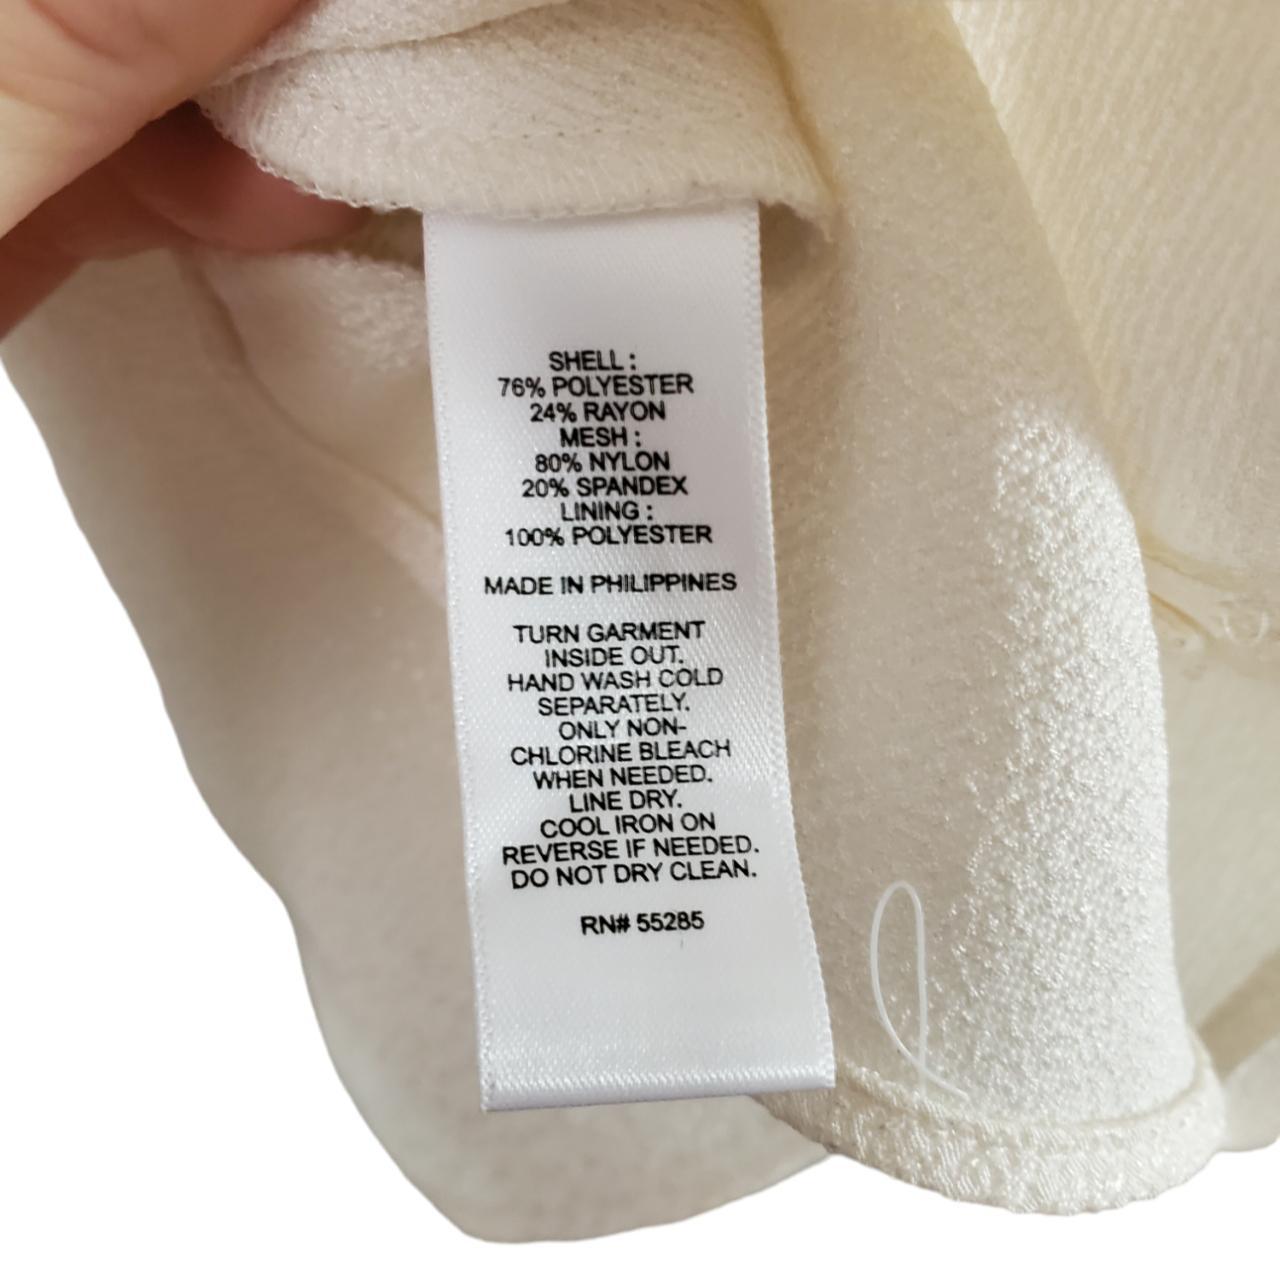 SHELL :
76% POLYESTER
24% RAYON
MESH :
80% NYLON
20% SPANDEX
LINING :
100% POLYESTER
MADE IN PHILIPPINES
TURN GARMENT
INSIDE OUT.
HAND WASH COLD
SEPARATELY.
ONLY NON-
CHLORINE BLEACH
WHEN NEEDED.
LINE DRY.
COOL IRON ON
REVERSE IF NEEDED.
DO NOT DRY CLEAN.
RN# 55285